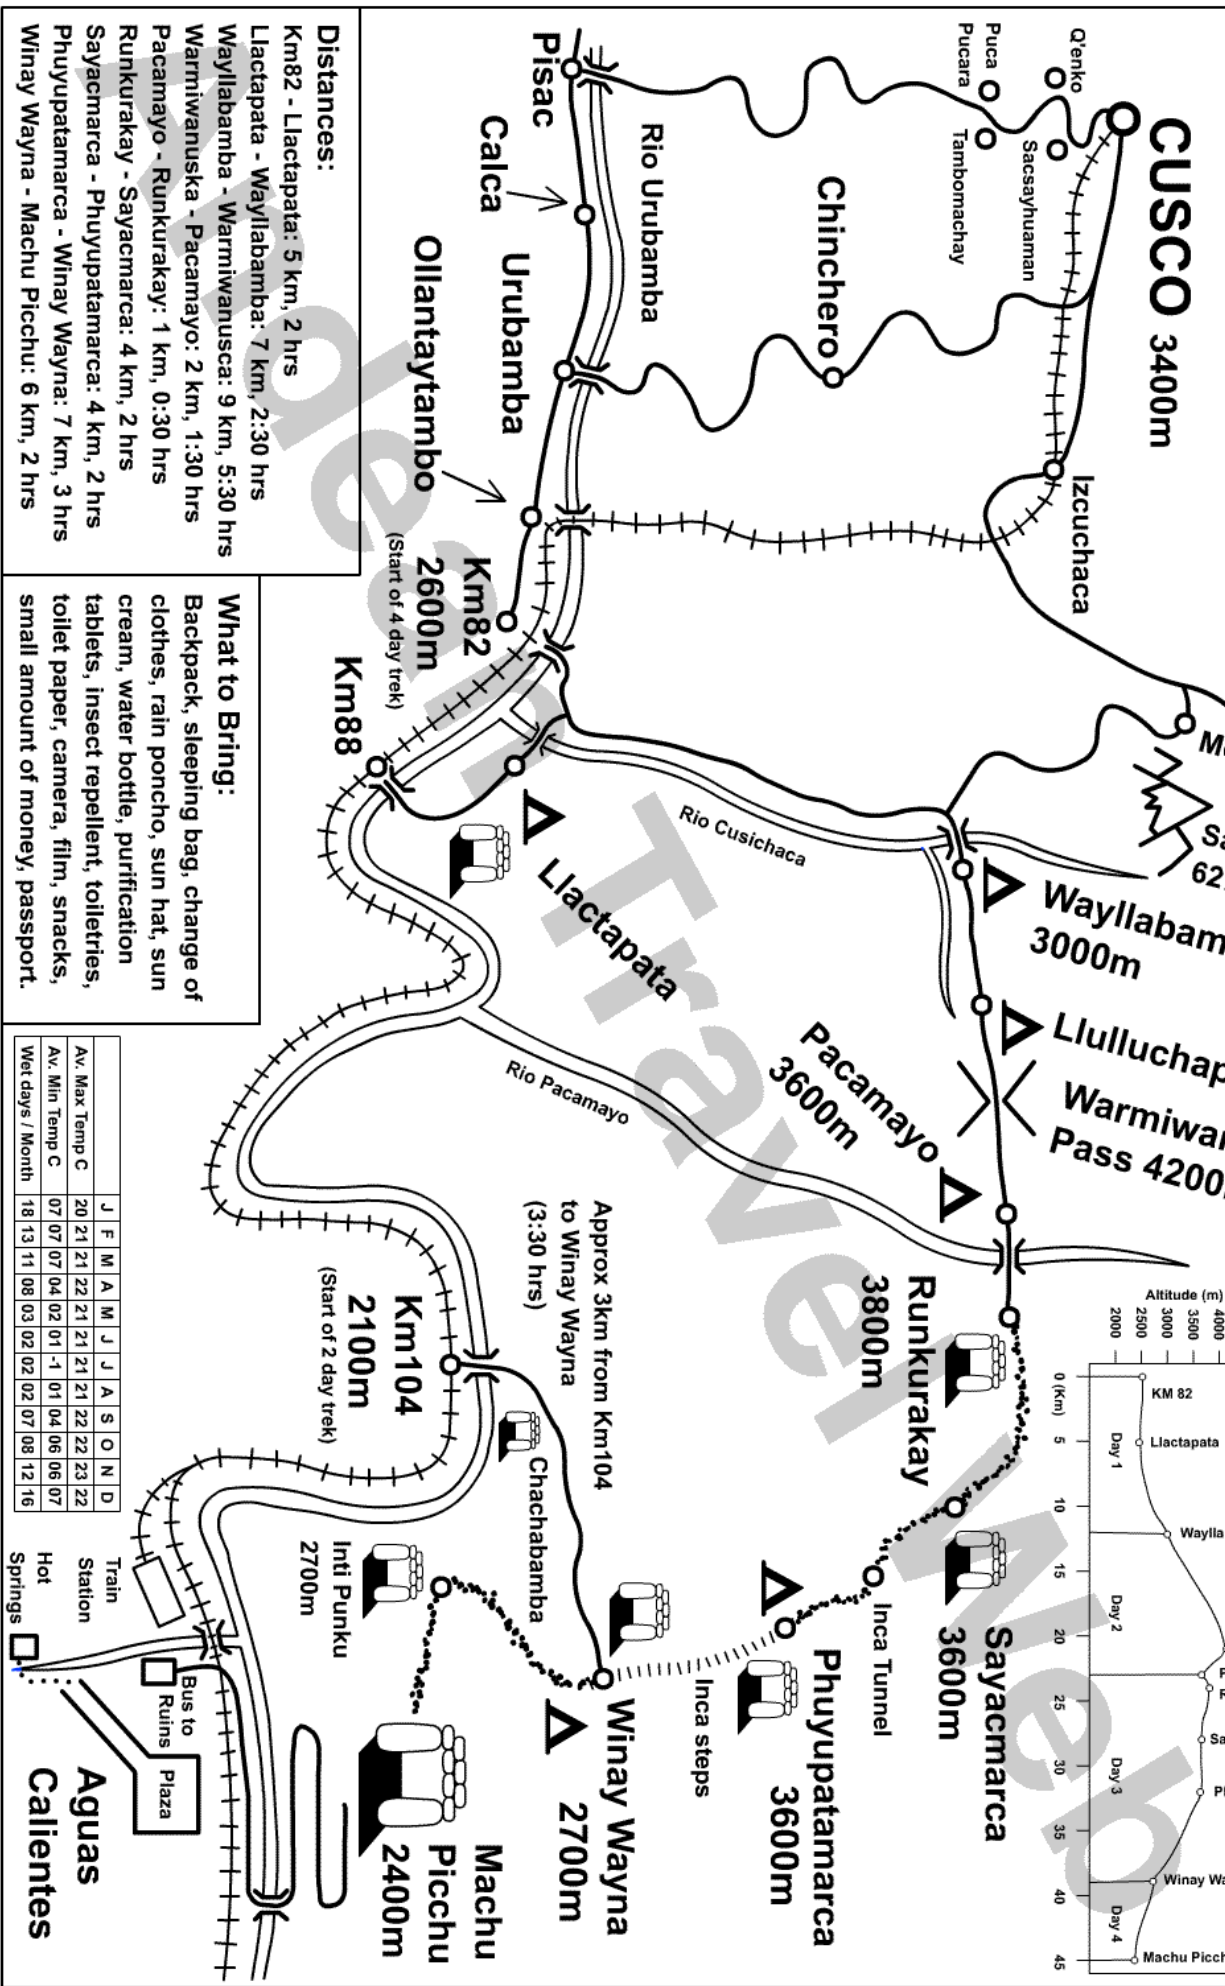 CUSCO 3400m
Q'enko
Puca
Pucara
Sacsayhuaman
Tambomachay
Izcuchaca
Chinchero
Rio Urubamba
Pisac
Calca
Urubamba
Ollantaytambo
Km82
2600m
(Start of 4 day trek)
Km88
Llactapata
Rio Cusichaca
3000m
Pass
Pacamayo
3600m
Rio Pacamayo
Runkurakay
3800m
Sayacmarca
3600m
Inca Tunnel
Phuyupatamarca
3600m
Inca steps
Winay Wayna
2700m
Approx 3km from Km104
to Winay Wayna
(3:30 hrs)
Chachabamba
Km104
2100m
(Start of 2 day trek)
Inti Punku
2700m
Machu
Picchu
2400m
Train
Station
Hot
Springs
Bus to
Ruins
Plaza
Aguas
Calientes
Altitude (m)
4000
3500
3000
2500
2000
KM 82
Llactapata
Winay
Machu
0 (Km) 5 10 15 20 25 30 35 40 45
Day 1 Day 2 Day 3 Day 4
Distances:
Km82 - Llactapata: 5 km, 2 hrs
Llactapata - Wayllabamba: 7 km, 2:30 hrs
Wayllabamba - Warmiwanusca: 9 km, 5:30 hrs
Warmiwanuska - Pacamayo: 2 km, 1:30 hrs
Pacamayo - Runkurakay: 1 km, 0:30 hrs
Runkurakay - Sayacmarca: 4 km, 2 hrs
Sayacmarca - Phuyupatamarca: 4 km, 2 hrs
Phuyupatamarca - Winay Wayna: 7 km, 3 hrs
Winay Wayna - Machu Picchu: 6 km, 2 hrs
What to Bring:
Backpack, sleeping bag, change of
clothes, rain poncho, sun hat, sun
cream, water bottle, purification
tablets, insect repellent, toiletries,
toilet paper, camera, film, snacks,
small amount of money, passport.
J F M A M J J A S O N D
Av. Max Temp C 20 21 21 22 21 21 21 21 22 22 23 22
Av. Min Temp C 07 07 07 04 02 01 -1 01 04 06 06 07
Wet days / Month 18 13 11 08 03 02 02 02 07 08 12 16
Andean Travel Web